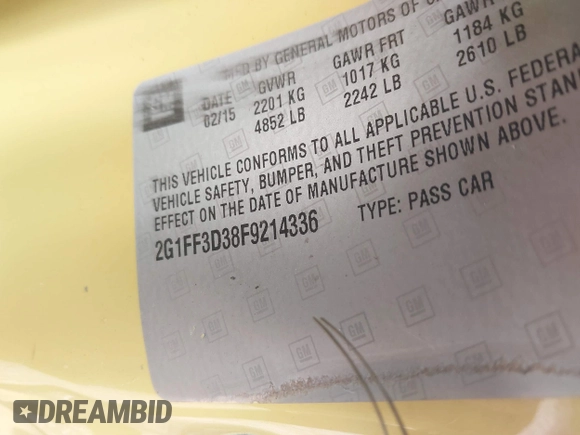 BY GENERAL MOTORS OF
DATE GVWR GAWR FRT GAWR
02/15 2201 KG 1017 KG 1184 KG
4852 LB 2242 LB 2610 LB
THIS VEHICLE CONFORMS TO ALL APPLICABLE U.S. FEDERA
VEHICLE SAFETY, BUMPER, AND THEFT PREVENTION STAN
EFFECT ON THE DATE OF MANUFACTURE SHOWN ABOVE.
2G1FF3D38F9214336 TYPE: PASS CAR
GM
DREAMBID